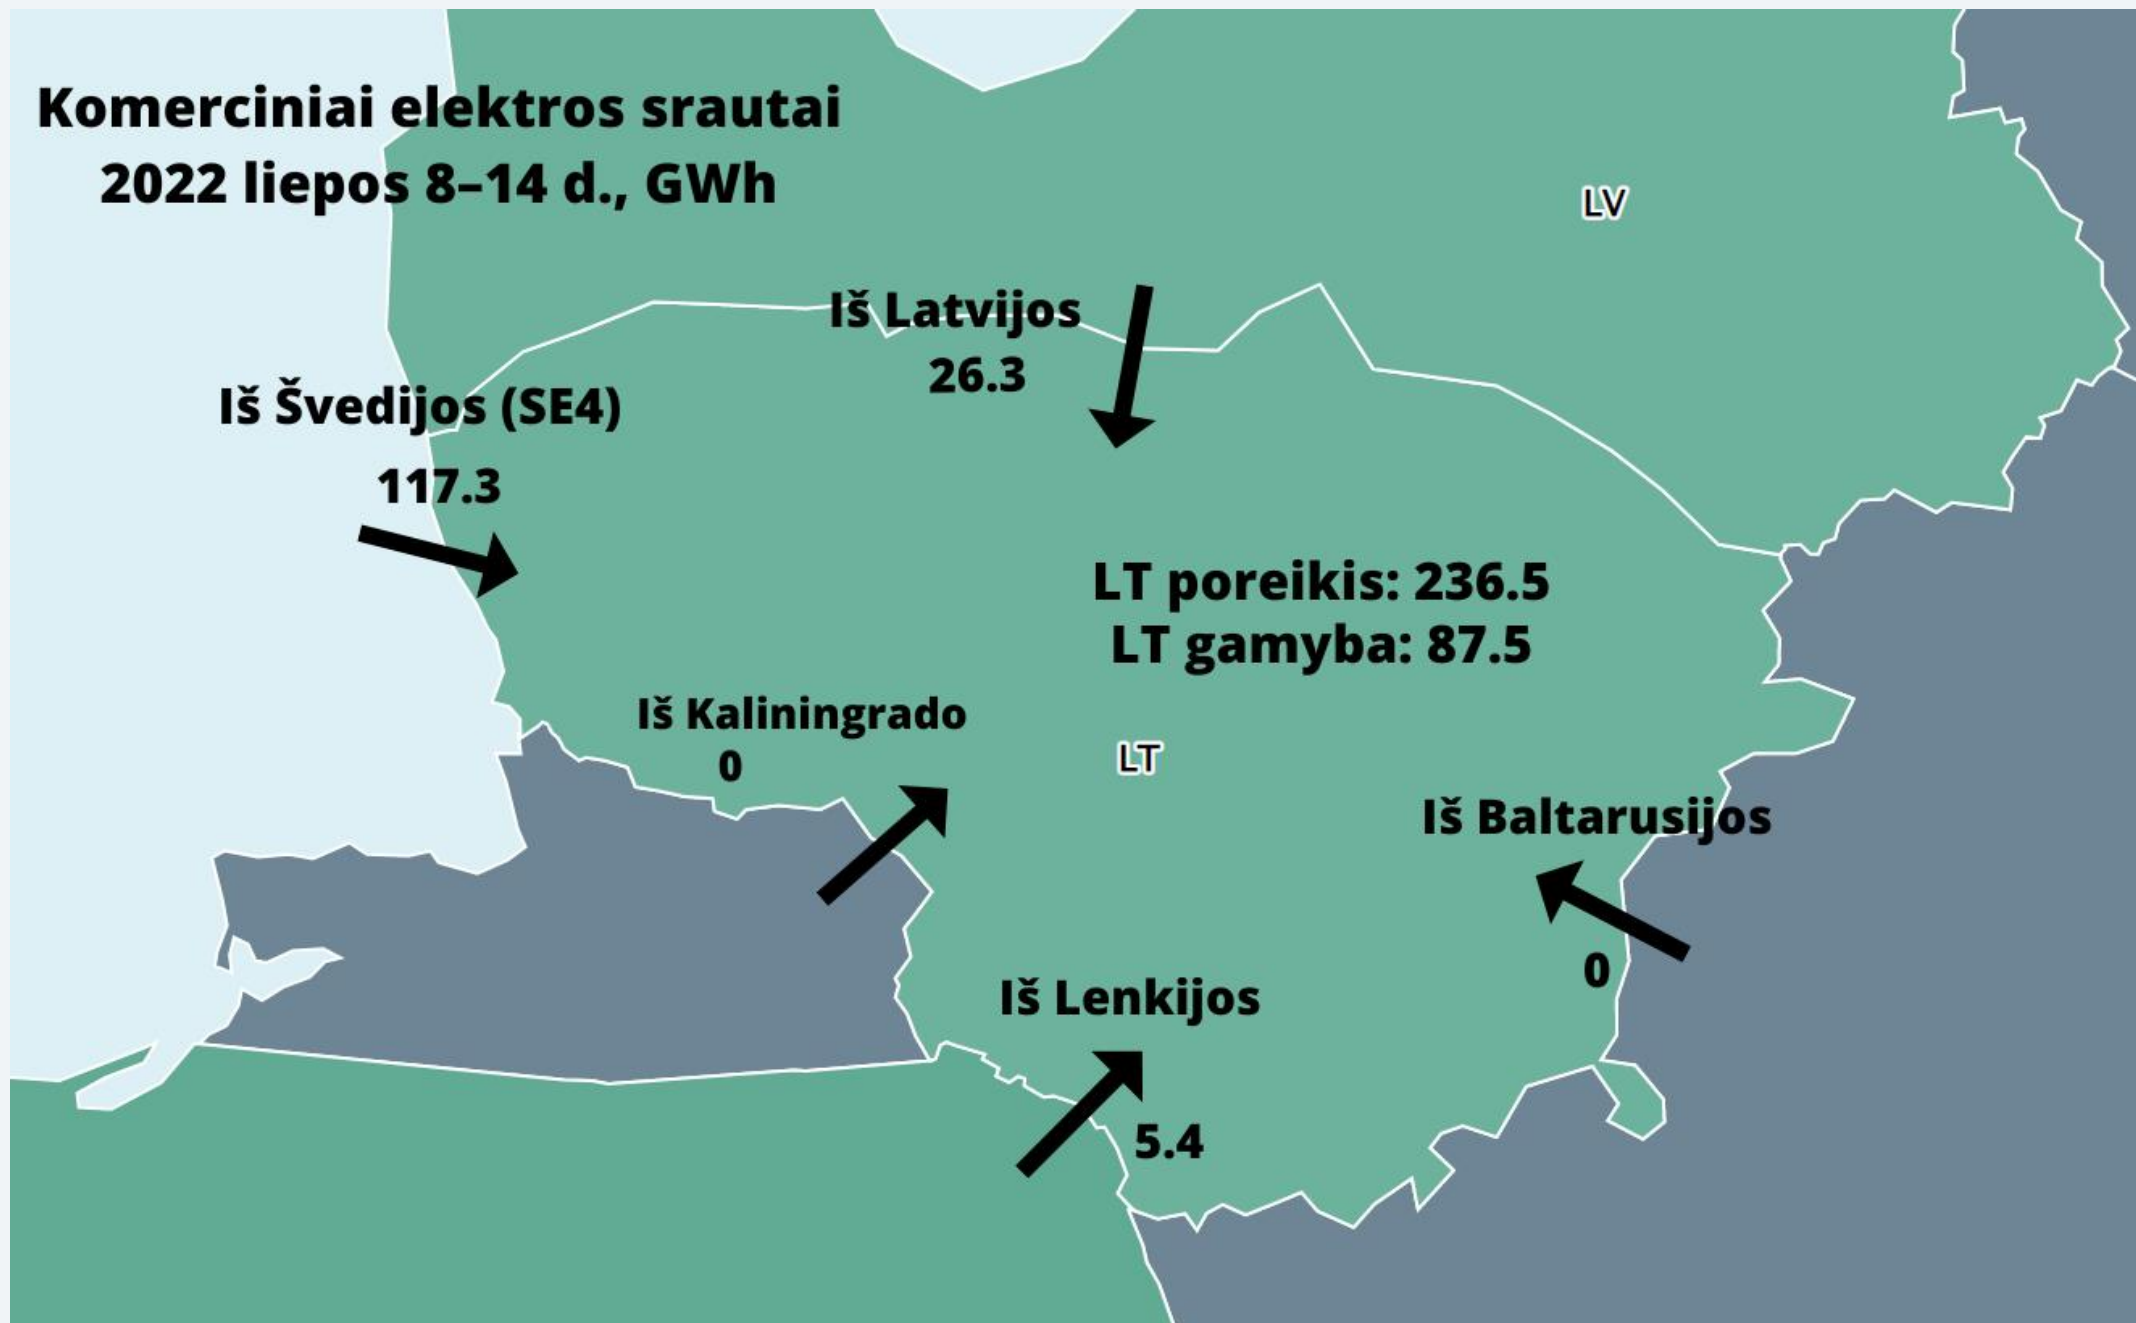 Komerciniai elektros srautai
2022 liepos 8–14 d., GWh
LV
Iš Latvijos
26.3
Iš Švedijos (SE4)
117.3
LT poreikis: 236.5
LT gamyba: 87.5
Iš Kaliningrado
0
LT
Iš Baltarusijos
0
Iš Lenkijos
5.4